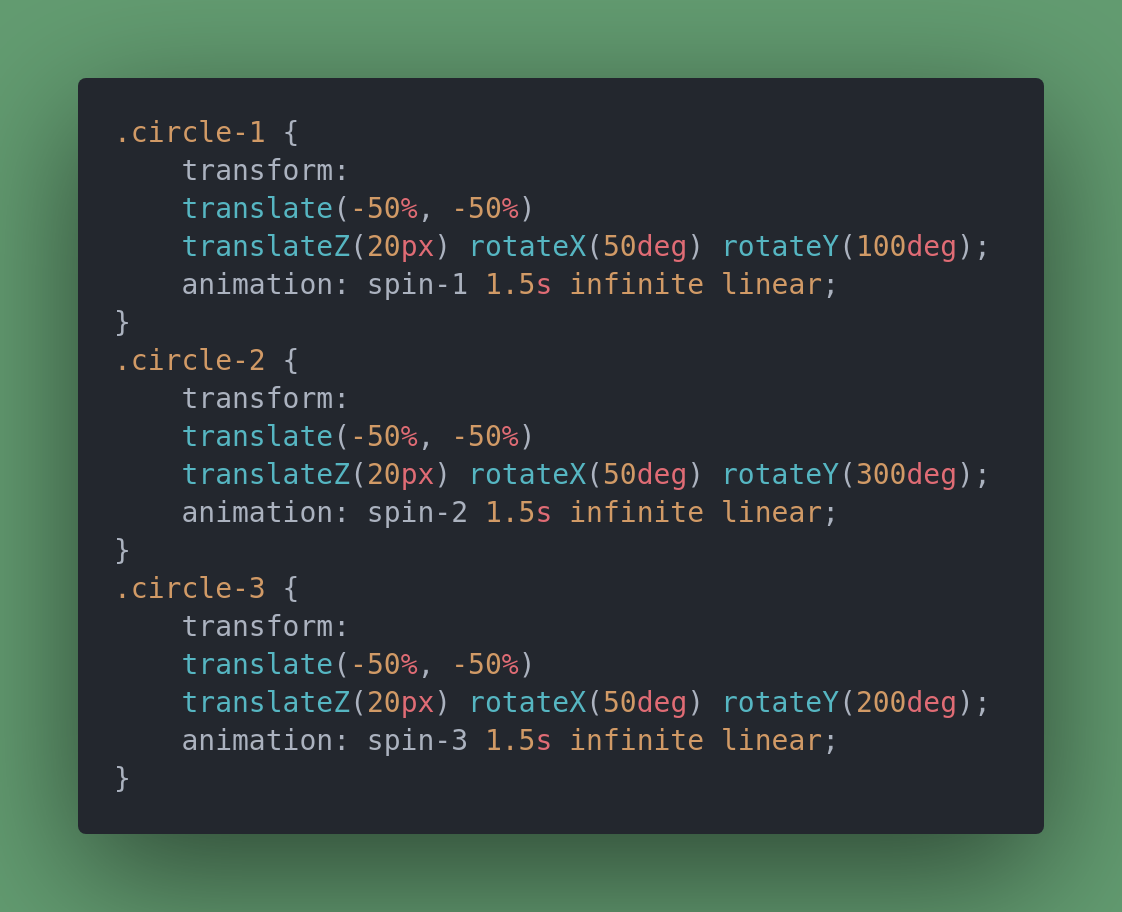 .circle-1 {
    transform:
    translate(-50%, -50%)
    translateZ(20px) rotateX(50deg) rotateY(100deg);
    animation: spin-1 1.5s infinite linear;
}
.circle-2 {
    transform:
    translate(-50%, -50%)
    translateZ(20px) rotateX(50deg) rotateY(300deg);
    animation: spin-2 1.5s infinite linear;
}
.circle-3 {
    transform:
    translate(-50%, -50%)
    translateZ(20px) rotateX(50deg) rotateY(200deg);
    animation: spin-3 1.5s infinite linear;
}